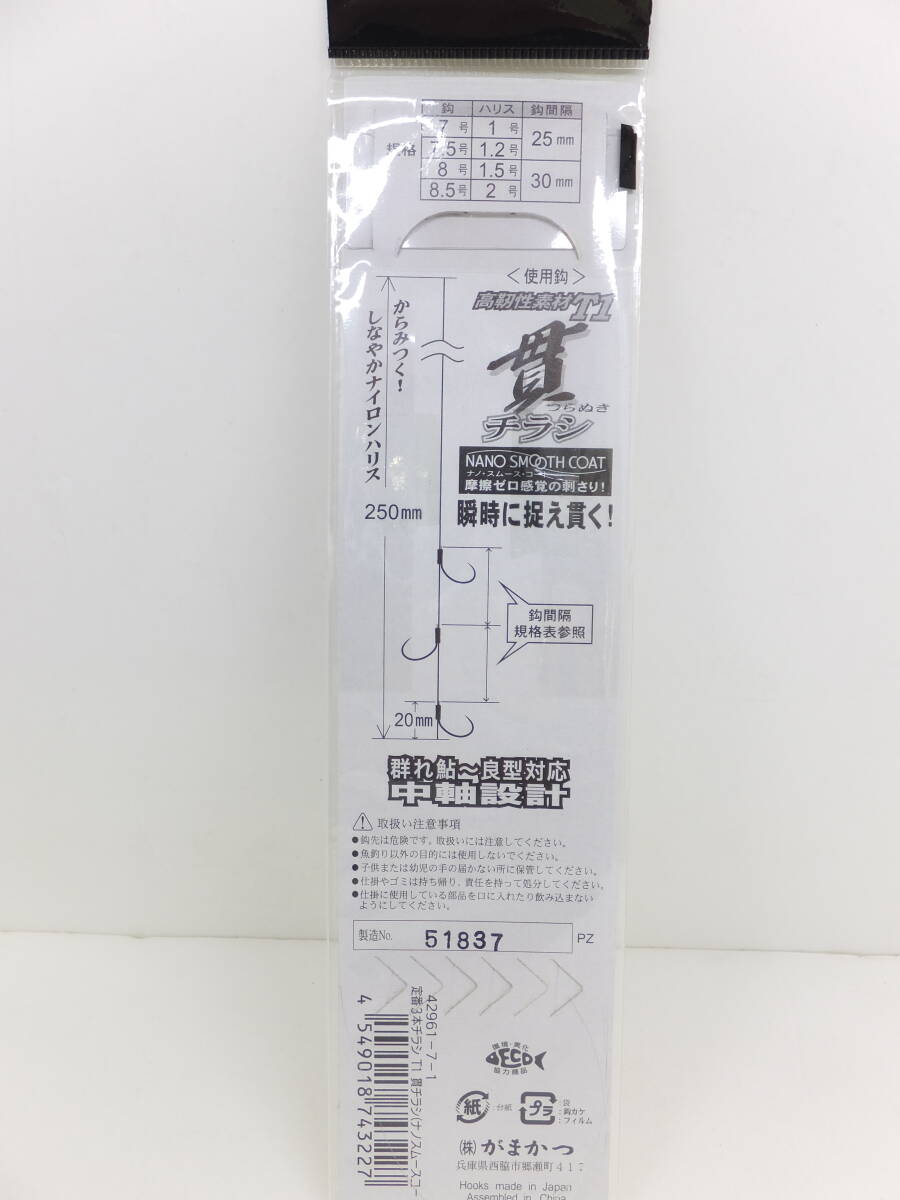 規格
鈎 ハリス 鈎間隔
7号 1号 25mm
7.5号 1.2号
8号 1.5号 30mm
8.5号 2号
＜使用鈎＞
高靭性素材T1
貫
つらぬき
チラシ
NANO SMOOTH COAT
ナノ・スムース・コート
摩擦ゼロ感覚の刺さり!
瞬時に捉え貫く!
からみつく!
しなやかナイロンハリス
250mm
鈎間隔
規格表参照
20mm
群れ鮎〜良型対応
中軸設計
⚠ 取扱い注意事項
●鈎先は危険です。取扱いには注意してください。
●魚釣り以外の目的には使用しないでください。
●子供または幼児の手の届かない所に保管してください。
●仕掛やゴミは持ち帰り、責任を持って処分してください。
●仕掛に使用している部品を口に入れたり飲み込まない
ようにしてください。
製造No. 51837 PZ
42961-7-1
定番3本チラシ T1 貫チラシ(ナノスムースコー
4 549018 743227
環境・美化
ECO
協力商品
紙 :台紙
プラ :袋
:鈎カケ
:フィルム
(株)がまかつ
兵庫県西脇市郷瀬町417
Hooks made in Japan
Assembled in China